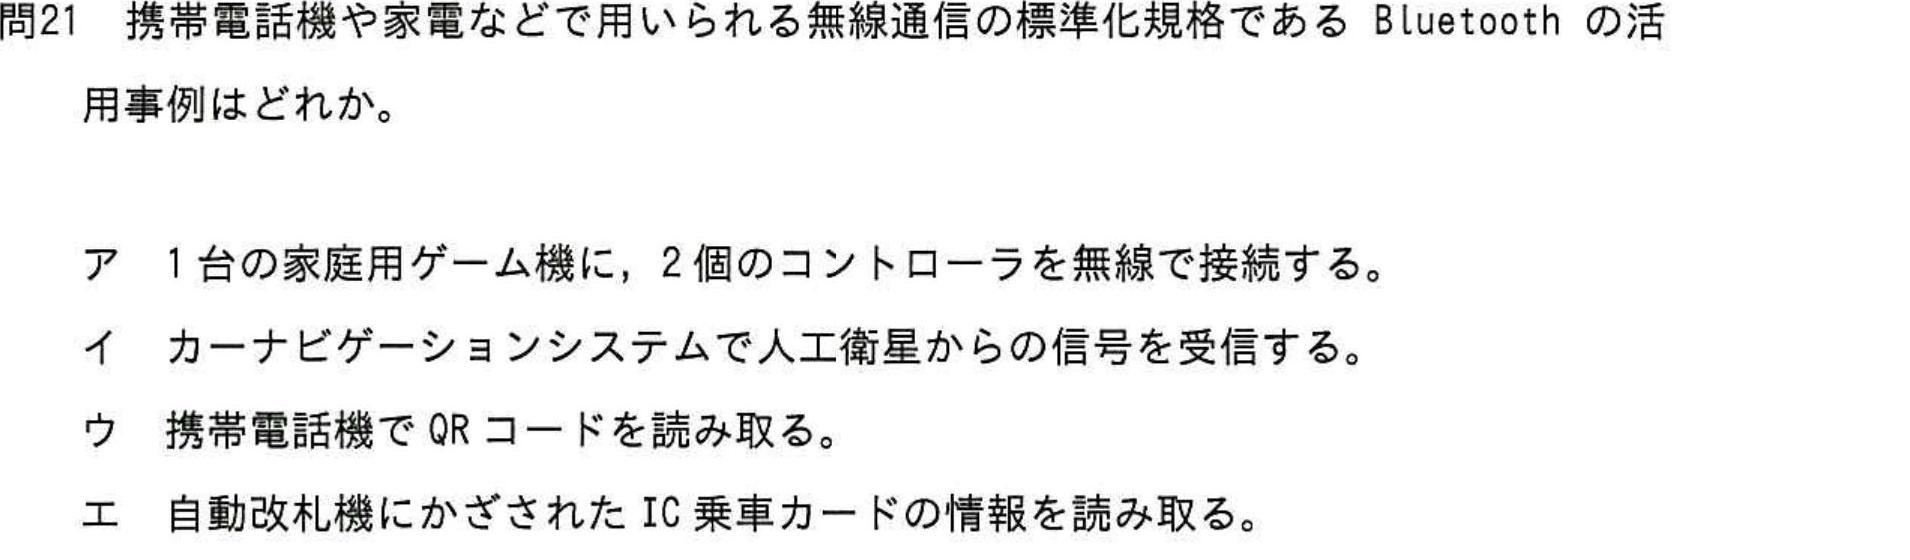 問21　携帯電話機や家電などで用いられる無線通信の標準化規格である Bluetooth の活
用事例はどれか。
ア　1台の家庭用ゲーム機に，2個のコントローラを無線で接続する。
イ　カーナビゲーションシステムで人工衛星からの信号を受信する。
ウ　携帯電話機で QR コードを読み取る。
エ　自動改札機にかざされた IC 乗車カードの情報を読み取る。